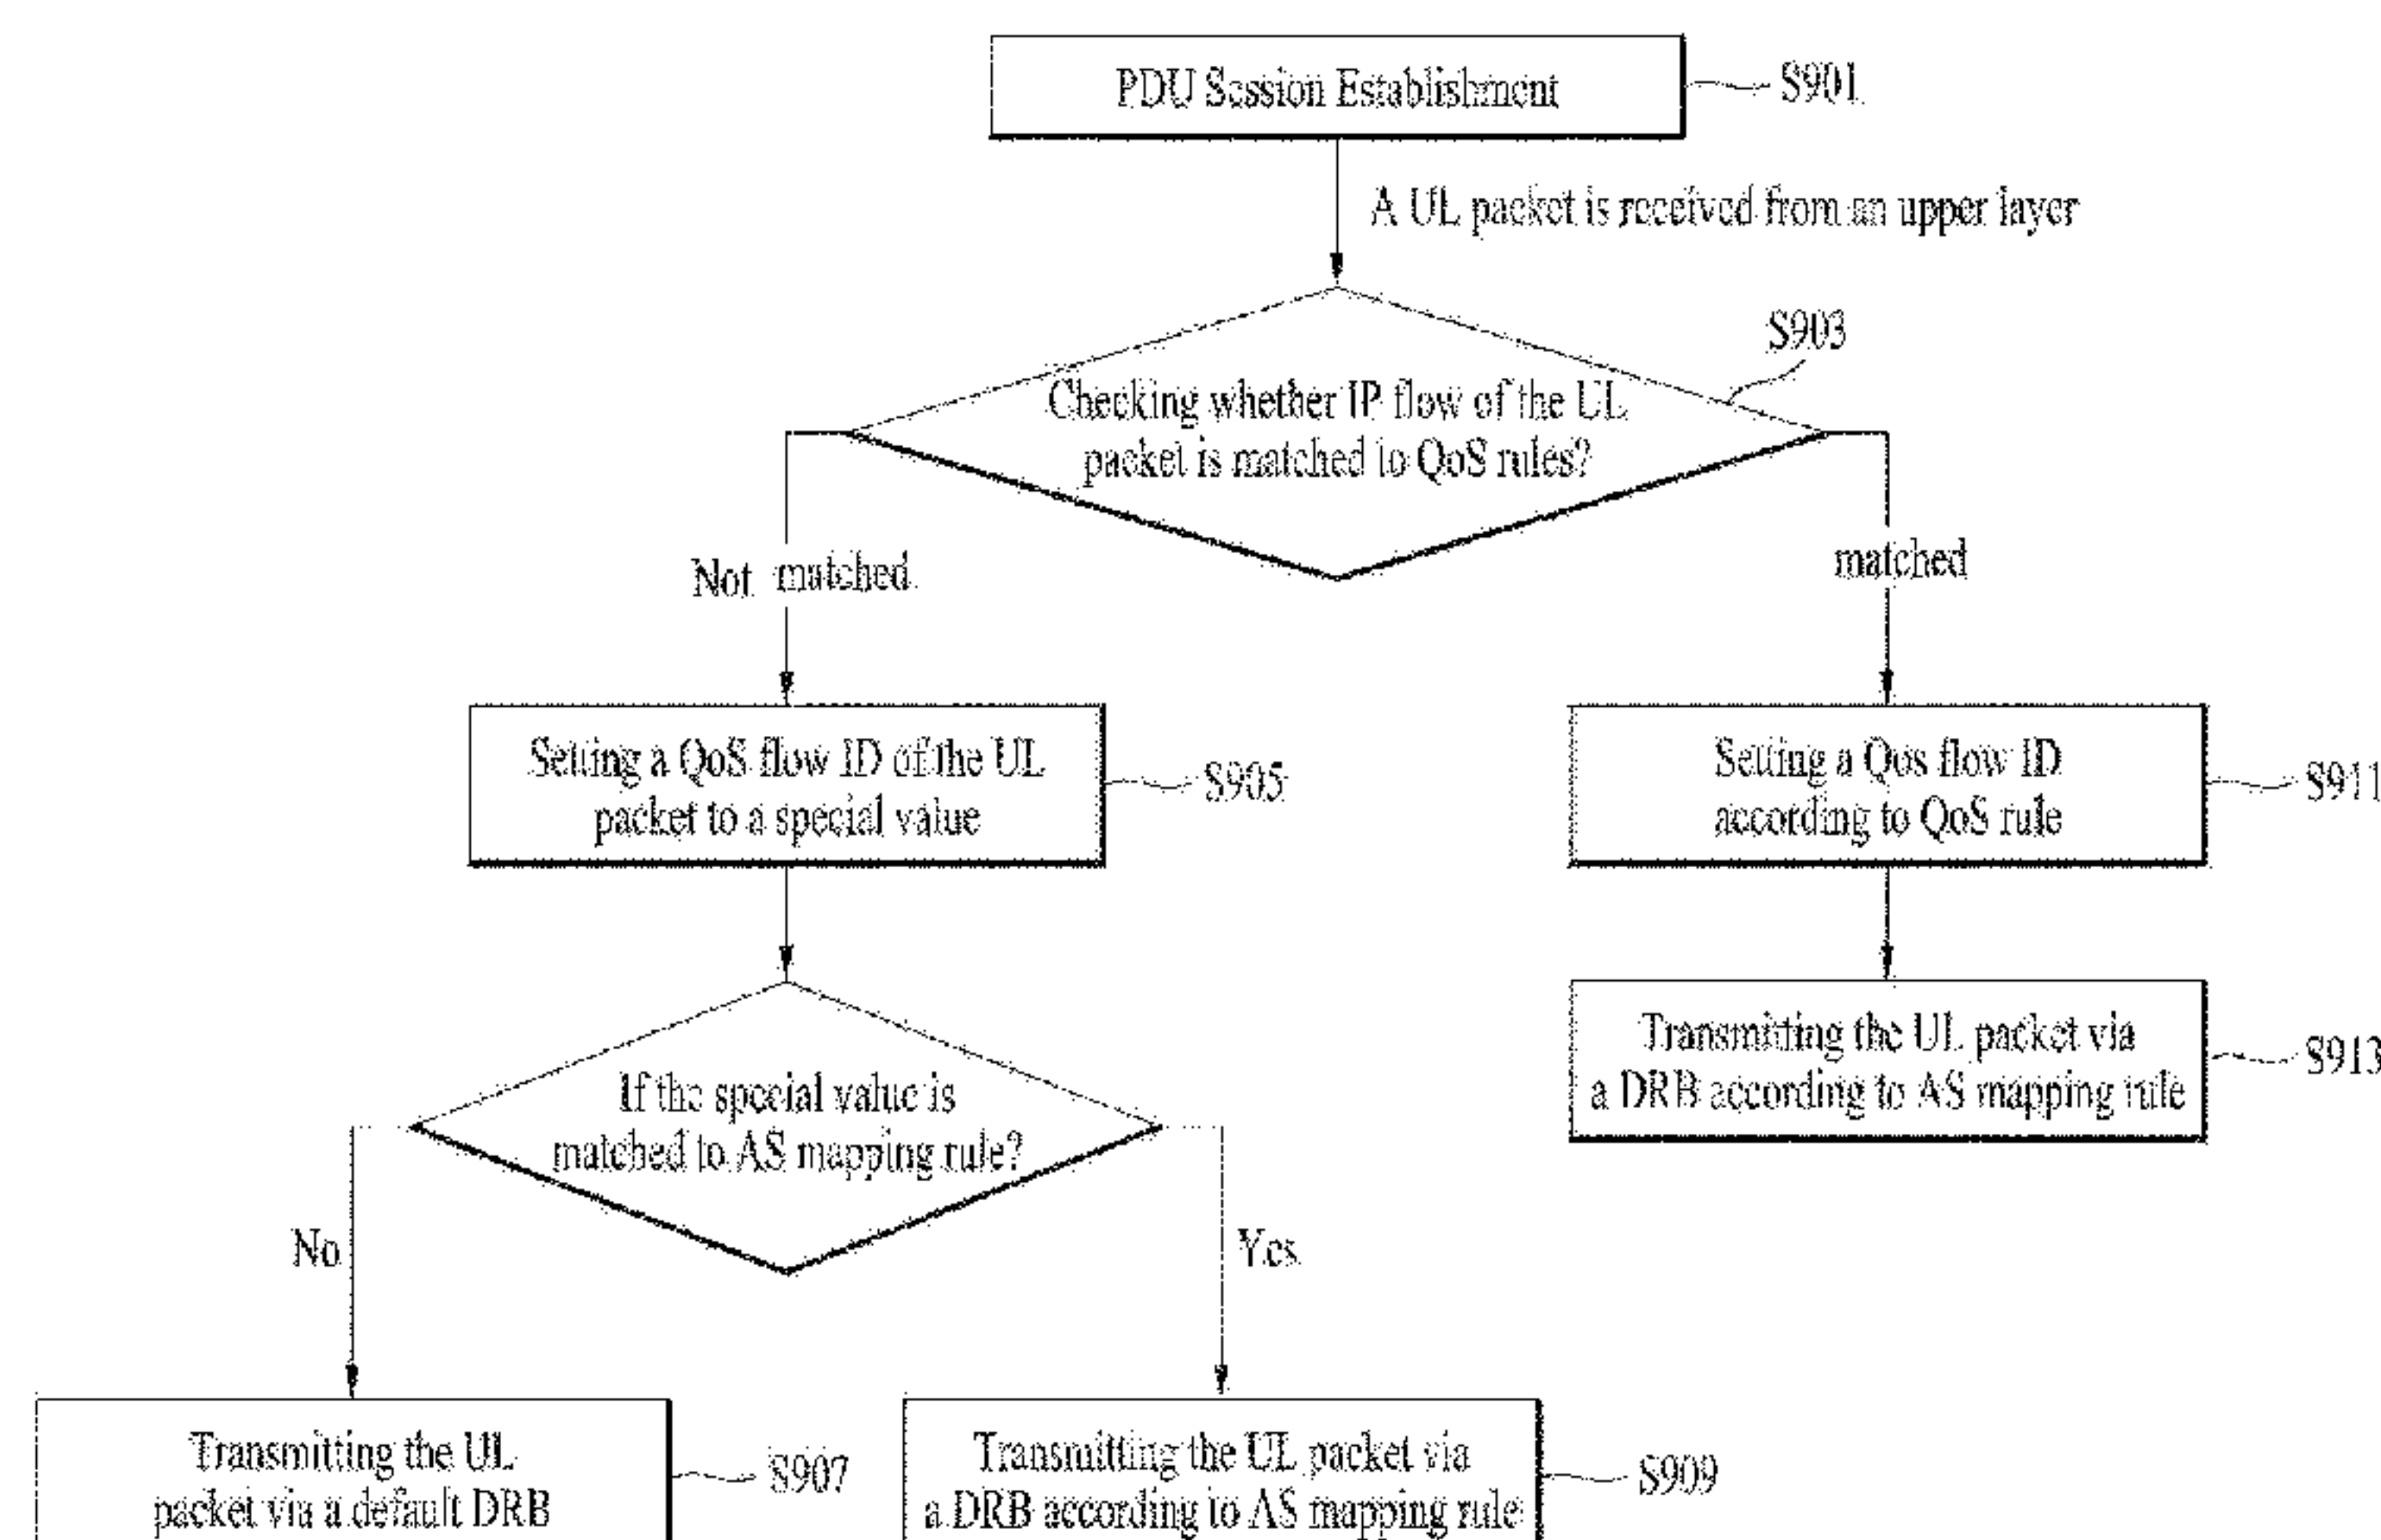 PDU Session Establishment
S901
A UL packet is received from an upper layer
S903
Checking whether IP flow of the UL
packet is matched to QoS rules?
Not matched
matched
Setting a QoS flow ID of the UL
packet to a special value
S905
Setting a Qos flow ID
according to QoS rule
S911
If the special value is
matched to AS mapping rule?
Transmitting the UL packet via
a DRB according to AS mapping rule
S913
No
Yes
Transmitting the UL
packet via a default DRB
S907
Transmitting the UL packet via
a DRB according to AS mapping rule
S909